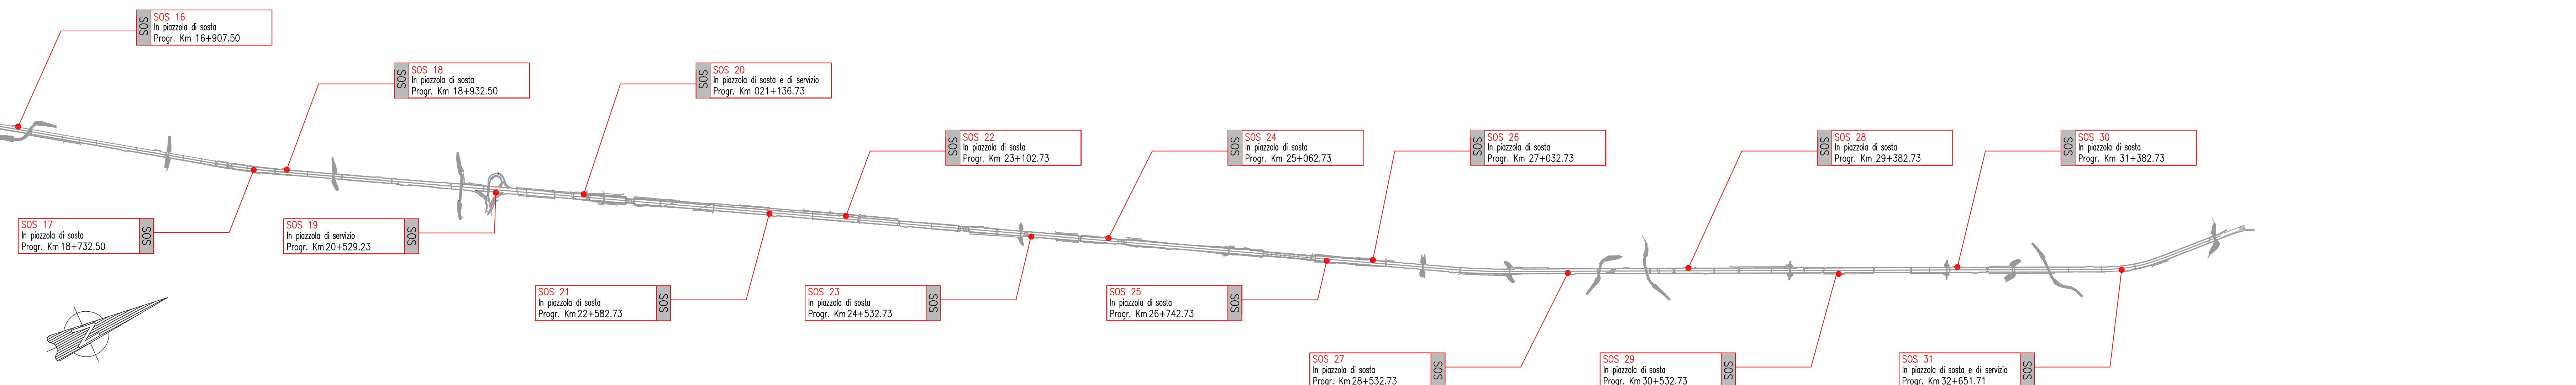 SOS
SOS 16
In piazzola di sosta
Progr. Km 16+907.50
SOS
SOS 18
In piazzola di sosta
Progr. Km 18+932.50
SOS
SOS 20
In piazzola di sosta e di servizio
Progr. Km 021+136.73
SOS
SOS 22
In piazzola di sosta
Progr. Km 23+102.73
SOS
SOS 24
In piazzola di sosta
Progr. Km 25+062.73
SOS
SOS 26
In piazzola di sosta
Progr. Km 27+032.73
SOS
SOS 28
In piazzola di sosta
Progr. Km 29+382.73
SOS
SOS 30
In piazzola di sosta
Progr. Km 31+382.73
SOS 17
In piazzola di sosta
Progr. Km 18+732.50
SOS
SOS 19
In piazzola di servizio
Progr. Km 20+529.23
SOS
SOS 21
In piazzola di sosta
Progr. Km 22+582.73
SOS
SOS 23
In piazzola di sosta
Progr. Km 24+532.73
SOS
SOS 25
In piazzola di sosta
Progr. Km 26+742.73
SOS
SOS 27
In piazzola di sosta
Progr. Km 28+532.73
SOS
SOS 29
In piazzola di sosta
Progr. Km 30+532.73
SOS
SOS 31
In piazzola di sosta e di servizio
Progr. Km 32+651.71
SOS
Z